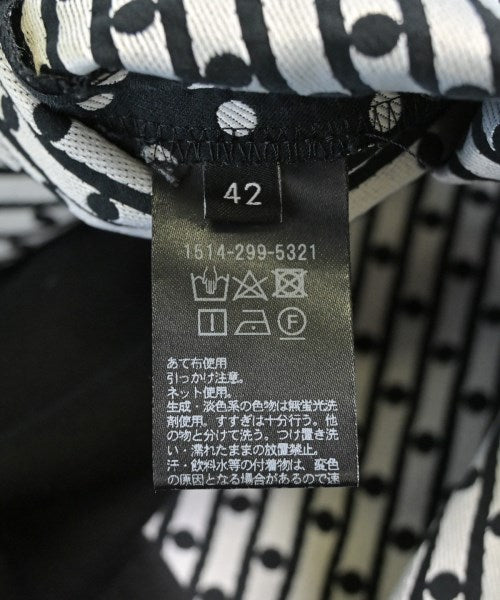 42
1514-299-5321
F
あて布使用
引っかけ注意。
ネット使用。
生成・淡色系の色物は無蛍光洗
剤使用。すすぎは十分行う。他
の物と分けて洗う。つけ置き洗
い・濡れたままの放置禁止。
汗・飲料水等の付着物は、変色
の原因となる場合があるので速